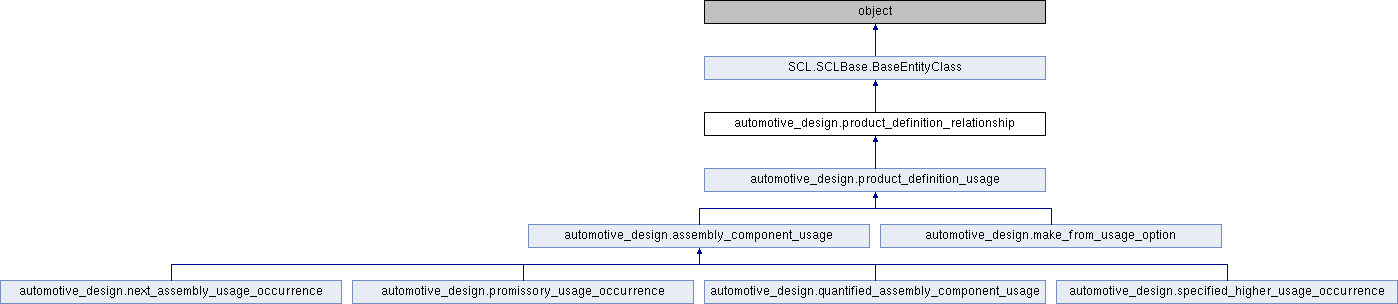 object
SCL.SCLBase.BaseEntityClass
automotive_design.product_definition_relationship
automotive_design.product_definition_usage
automotive_design.assembly_component_usage
automotive_design.make_from_usage_option
automotive_design.next_assembly_usage_occurrence
automotive_design.promissory_usage_occurrence
automotive_design.quantified_assembly_component_usage
automotive_design.specified_higher_usage_occurrence